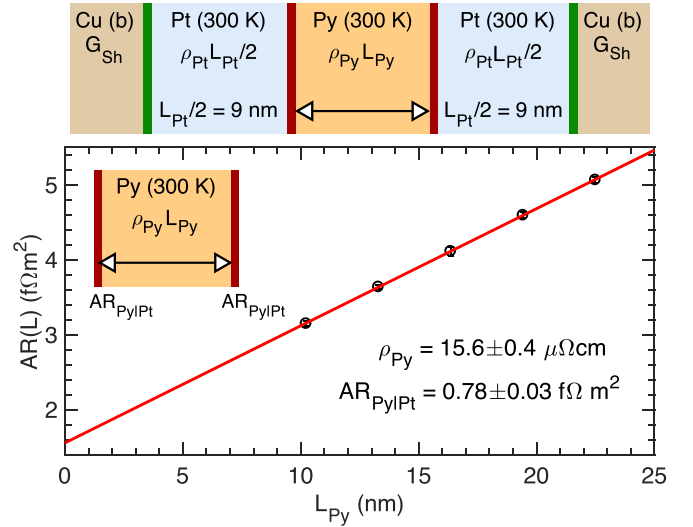 Cu (b) Pt (300 K) Py (300 K) Pt (300 K) Cu (b)
G_Sh ρ_Pt L_Pt/2 ρ_Py L_Py ρ_Pt L_Pt/2 G_Sh
L_Pt/2 = 9 nm L_Pt/2 = 9 nm
5
4
3
2
AR(L) (fΩm²)
Py (300 K)
ρ_Py L_Py
AR_Py|Pt AR_Py|Pt
ρ_Py = 15.6±0.4 μΩcm
AR_Py|Pt = 0.78±0.03 fΩ m²
0 5 10 15 20 25
L_Py (nm)